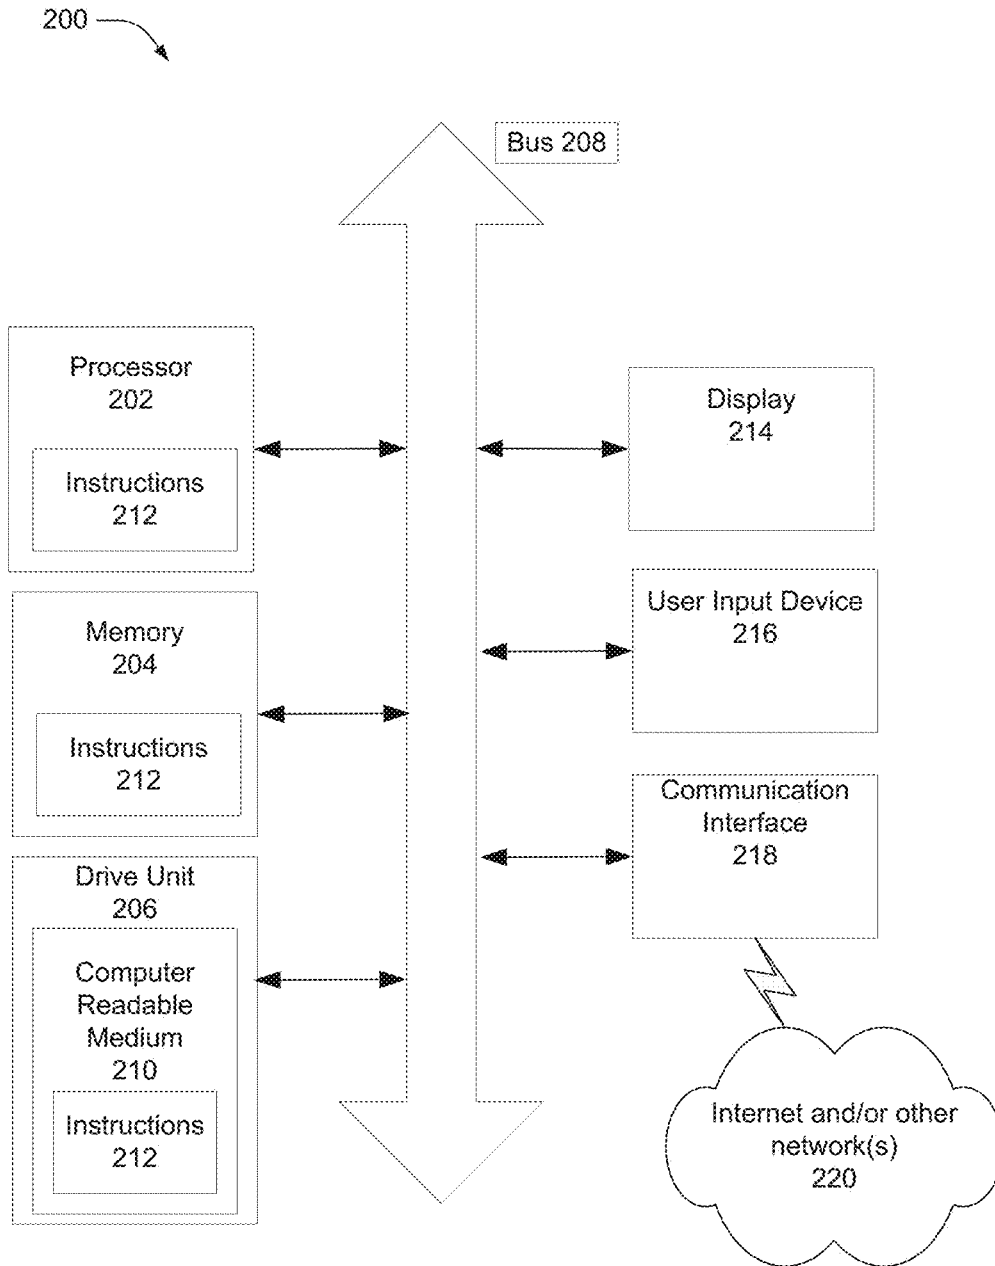 200
Bus 208
Processor
202
Instructions
212
Memory
204
Instructions
212
Drive Unit
206
Computer
Readable
Medium
210
Instructions
212
Display
214
User Input Device
216
Communication
Interface
218
Internet and/or other
network(s)
220